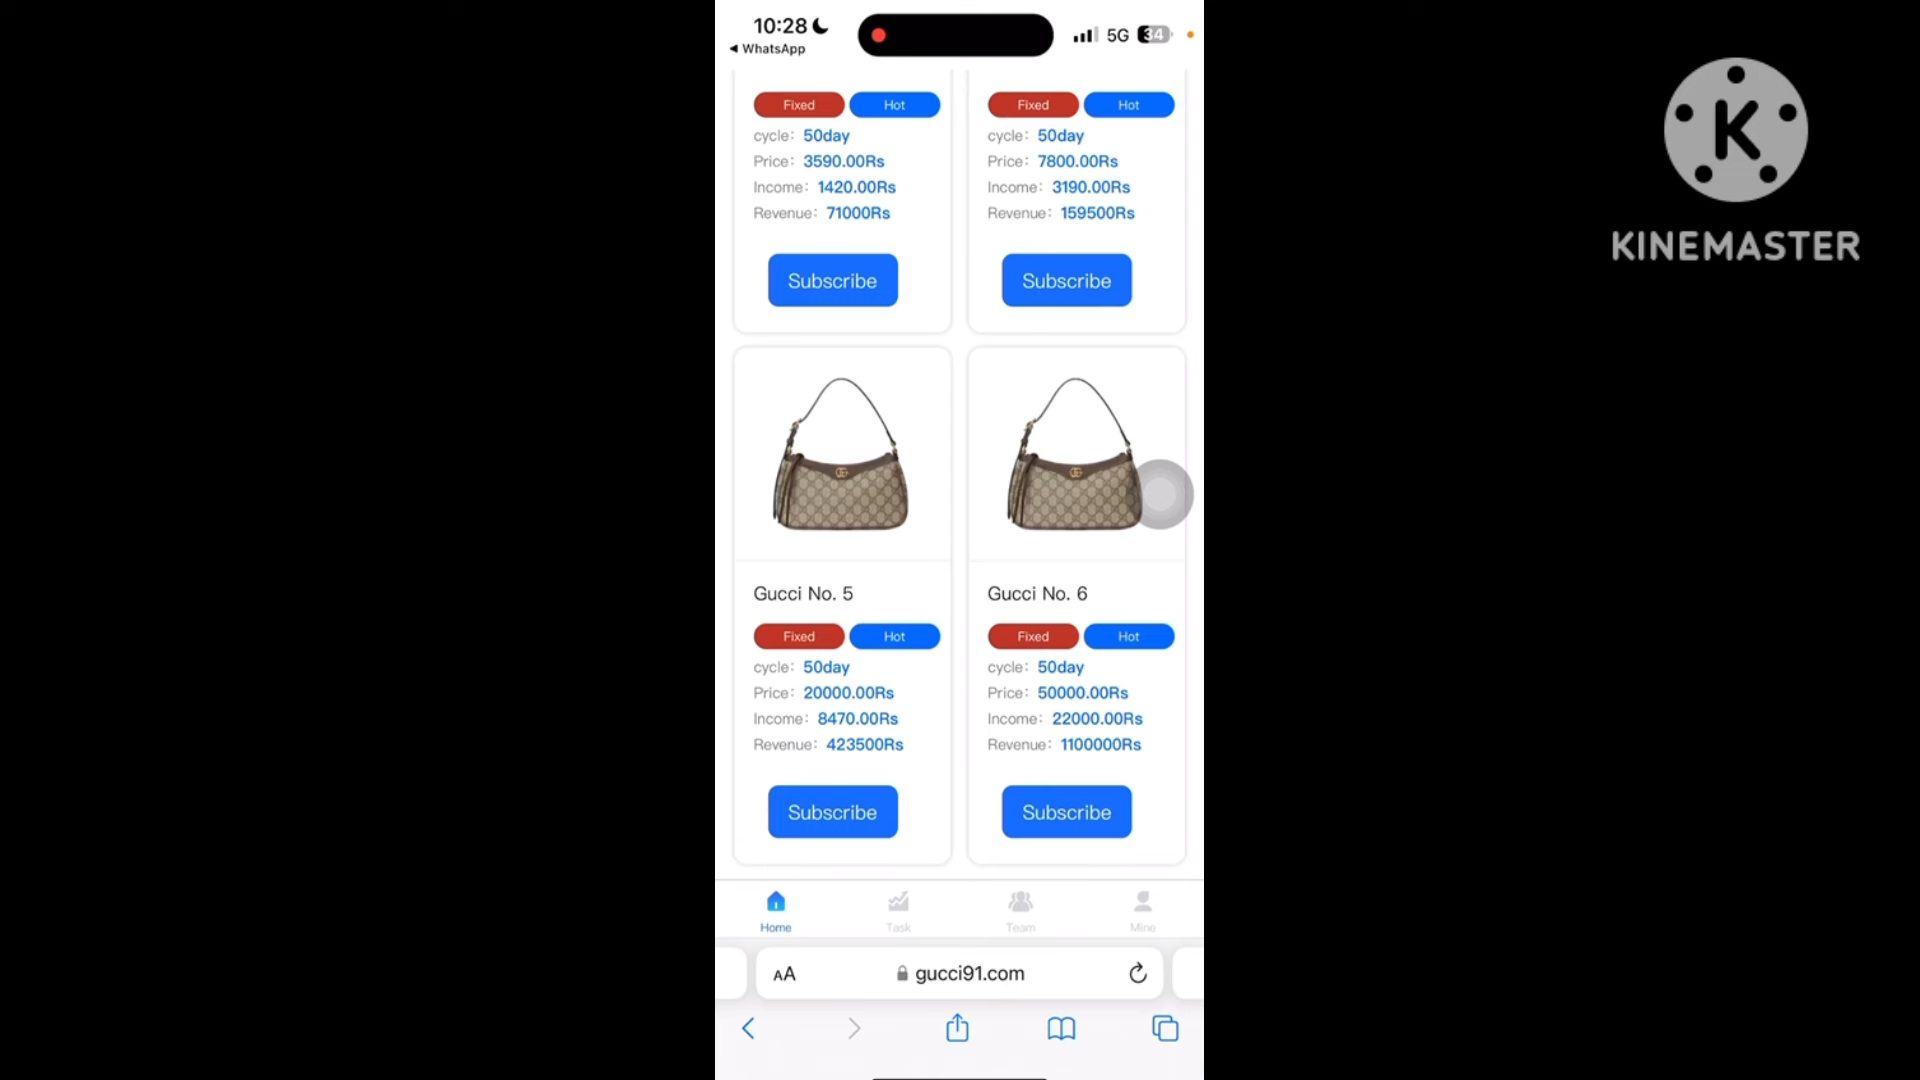 10:28
5G 34
WhatsApp
KINEMASTER
Fixed Hot
cycle: 50day
Price: 3590.00Rs
Income: 1420.00Rs
Revenue: 71000Rs
Subscribe
Fixed Hot
cycle: 50day
Price: 7800.00Rs
Income: 3190.00Rs
Revenue: 159500Rs
Subscribe
Gucci No. 5
Fixed Hot
cycle: 50day
Price: 20000.00Rs
Income: 8470.00Rs
Revenue: 423500Rs
Subscribe
Gucci No. 6
Fixed Hot
cycle: 50day
Price: 50000.00Rs
Income: 22000.00Rs
Revenue: 1100000Rs
Subscribe
Home Task Team Mine
AA gucci91.com